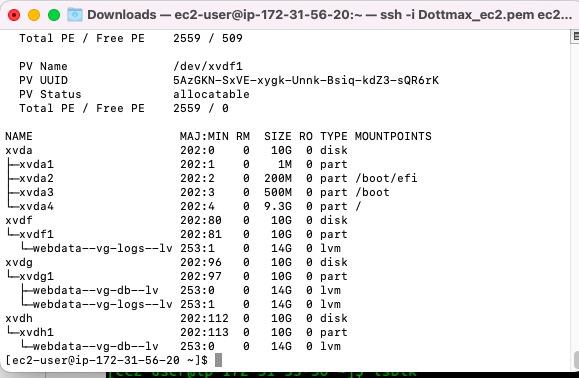 Downloads — ec2-user@ip-172-31-56-20:~ — ssh -i Dottmax_ec2.pem ec2...
Total PE / Free PE    2559 / 509
PV Name               /dev/xvdf1
PV UUID               5AzGKN-SxVE-xygk-Unnk-Bsiq-kdZ3-sQR6rK
PV Status             allocatable
Total PE / Free PE    2559 / 0
NAME                  MAJ:MIN RM  SIZE RO TYPE MOUNTPOINTS
xvda                  202:0    0   10G  0 disk
├─xvda1               202:1    0    1M  0 part
├─xvda2               202:2    0  200M  0 part /boot/efi
├─xvda3               202:3    0  500M  0 part /boot
└─xvda4               202:4    0  9.3G  0 part /
xvdf                  202:80   0   10G  0 disk
└─xvdf1               202:81   0   10G  0 part
  └─webdata--vg-logs--lv 253:1    0   14G  0 lvm
xvdg                  202:96   0   10G  0 disk
└─xvdg1               202:97   0   10G  0 part
  ├─webdata--vg-db--lv 253:0    0   14G  0 lvm
  └─webdata--vg-logs--lv 253:1    0   14G  0 lvm
xvdh                  202:112  0   10G  0 disk
└─xvdh1               202:113  0   10G  0 part
  └─webdata--vg-db--lv 253:0    0   14G  0 lvm
[ec2-user@ip-172-31-56-20 ~]$